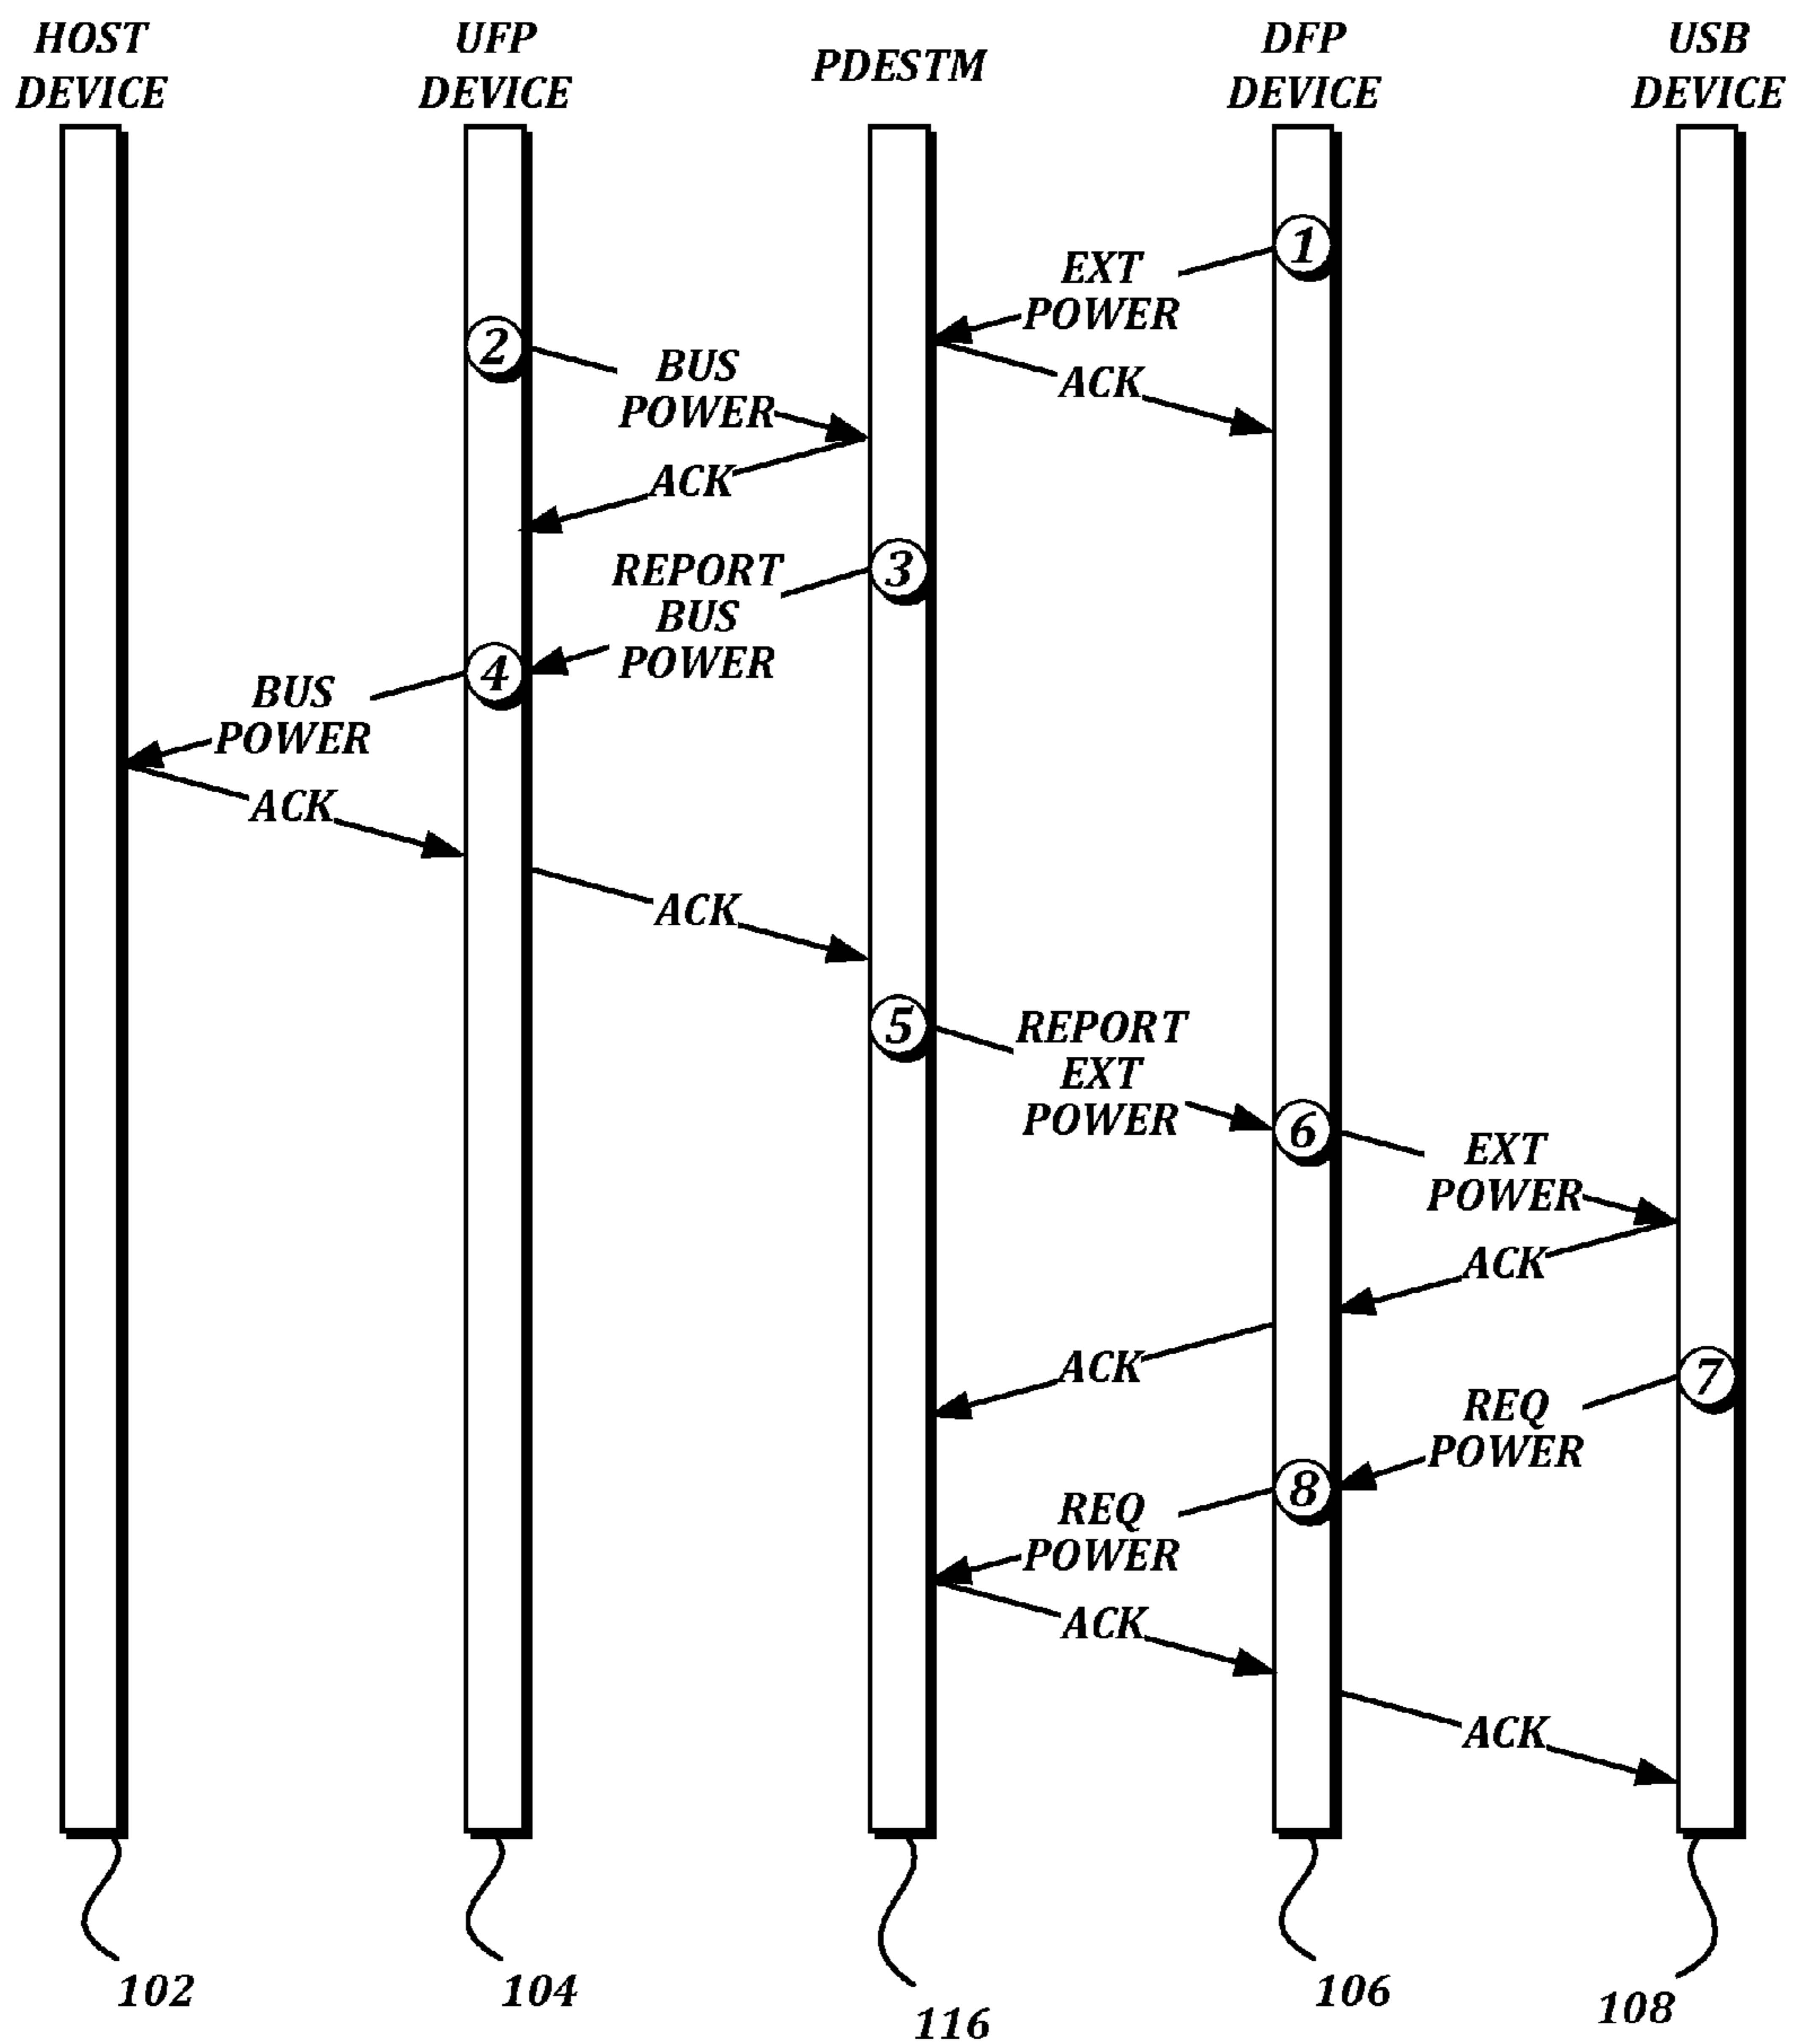 HOST
DEVICE
UFP
DEVICE
PDESTM
DFP
DEVICE
USB
DEVICE
1
EXT
POWER
2
BUS
POWER
ACK
ACK
3
REPORT
BUS
POWER
4
BUS
POWER
ACK
ACK
5
REPORT
EXT
POWER
6
EXT
POWER
ACK
ACK
7
REQ
POWER
8
REQ
POWER
ACK
ACK
102
104
116
106
108